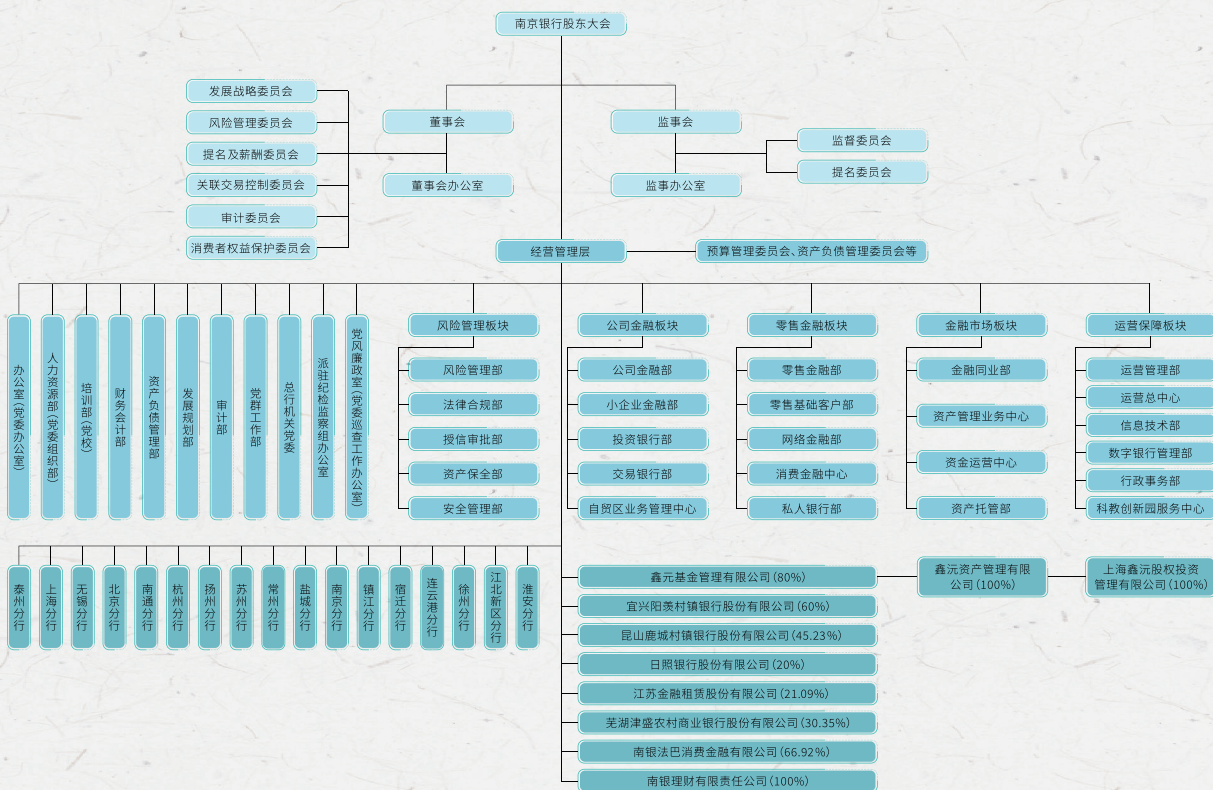 南京银行股东大会
发展战略委员会
风险管理委员会
提名及薪酬委员会
关联交易控制委员会
审计委员会
消费者权益保护委员会
董事会
董事会办公室
监事会
监事办公室
监督委员会
提名委员会
经营管理层
预算管理委员会、资产负债管理委员会等
办公室(党委办公室)
人力资源部(党委组织部)
培训部(党校)
财务会计部
资产负债管理部
发展规划部
审计部
党群工作部
总行机关党委
派驻纪检监察组办公室
党风廉政室(党委巡查工作办公室)
风险管理板块
风险管理部
法律合规部
授信审批部
资产保全部
安全管理部
公司金融板块
公司金融部
小企业金融部
投资银行部
交易银行部
自贸区业务管理中心
零售金融板块
零售金融部
零售基础客户部
网络金融部
消费金融中心
私人银行部
金融市场板块
金融同业部
资产管理业务中心
资金运营中心
资产托管部
运营保障板块
运营管理部
运营总中心
信息技术部
数字银行管理部
行政事务部
科教创新园服务中心
泰州分行
上海分行
无锡分行
北京分行
南通分行
杭州分行
扬州分行
苏州分行
常州分行
盐城分行
南京分行
镇江分行
宿迁分行
连云港分行
徐州分行
江北新区分行
淮安分行
鑫元基金管理有限公司(80%)
鑫沅资产管理有限
公司(100%)
上海鑫沅股权投资
管理有限公司(100%)
宜兴阳羡村镇银行股份有限公司(60%)
昆山鹿城村镇银行股份有限公司(45.23%)
日照银行股份有限公司(20%)
江苏金融租赁股份有限公司(21.09%)
芜湖津盛农村商业银行股份有限公司(30.35%)
南银法巴消费金融有限公司(66.92%)
南银理财有限责任公司(100%)